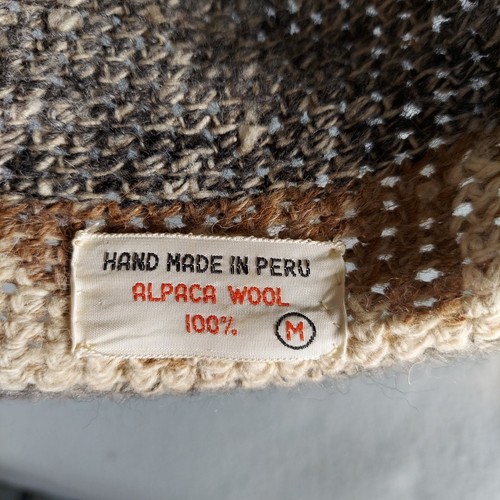 HAND MADE IN PERU
ALPACA WOOL
100%
M